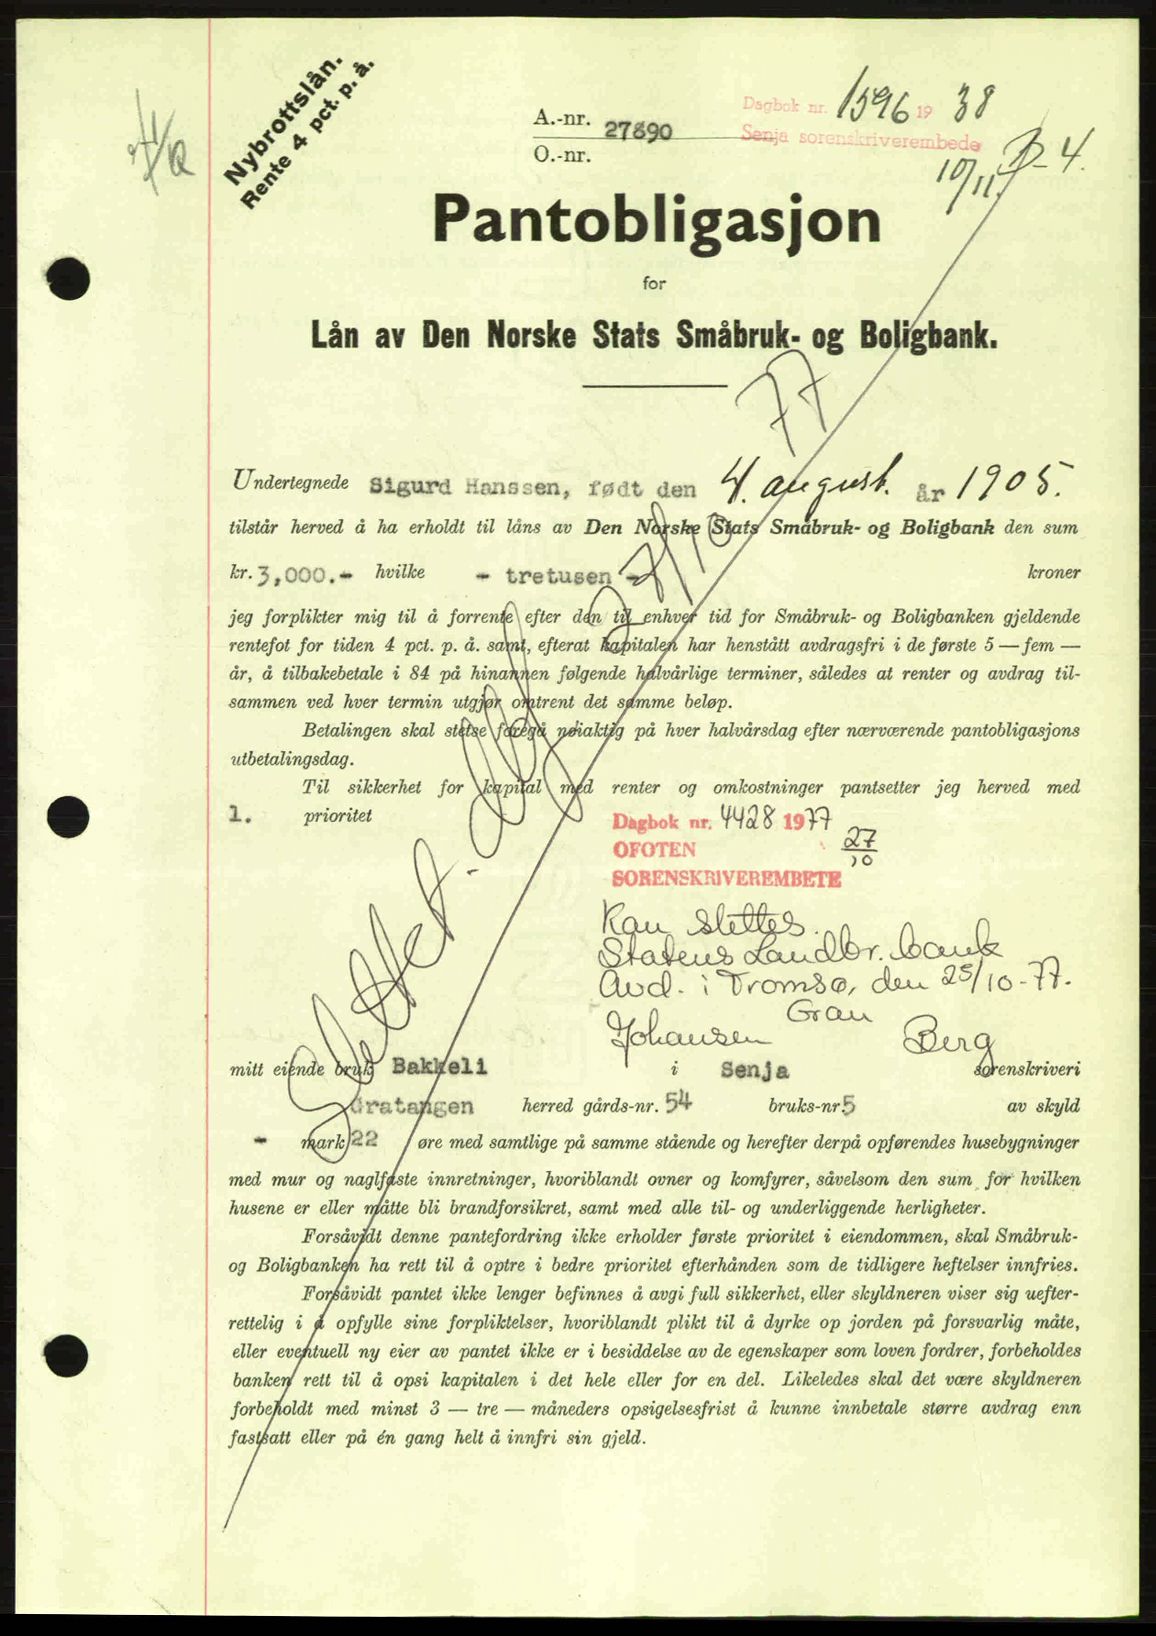 Nybrottslån.
Rente 4 pct. p. å.
A.-nr. 27890
O.-nr.
Dagbok nr. 1596 19 38
Senja sorenskriverembede
10/11.
B-4.
Pantobligasjon
for
Lån av Den Norske Stats Småbruk- og Boligbank.
Undertegnede Sigurd Hanssen, født den 4. august. år 1905.
tilstår herved å ha erholdt til låns av Den Norske Stats Småbruk- og Boligbank den sum
kr. 3,000.- hvilke - tretusen - kroner
jeg forplikter mig til å forrente efter den til enhver tid for Småbruk- og Boligbanken gjeldende
rentefot for tiden 4 pct. p. å. samt, efterat kapitalen har henstått avdragsfri i de første 5 — fem —
år, å tilbakebetale i 84 på hinannen følgende halvårlige terminer, således at renter og avdrag til-
sammen ved hver termin utgjør omtrent det samme beløp.
Betalingen skal stetse foregå nøiaktig på hver halvårsdag efter nærværende pantobligasjons
utbetalingsdag.
Til sikkerhet for kapital med renter og omkostninger pantsetter jeg herved med
1. prioritet
Dagbok nr. 4428 1977
OFOTEN 27/10
SORENSKRIVEREMBETE
Kan slettes.
Statens Landbr. bank
Avd. i Tromsø, den 25/10-77.
Gran
Johansen Berg
Slettet. 27/10 77
mitt eiende bruk Bakkeli i Senja sorenskriveri
Gratangen herred gårds-nr. 54 bruks-nr. 5 av skyld
- mark 22 øre med samtlige på samme stående og herefter derpå opførendes husebygninger
med mur og naglfaste innretninger, hvoriblandt ovner og komfyrer, såvelsom den sum for hvilken
husene er eller måtte bli brandforsikret, samt med alle til- og underliggende herligheter.
Forsåvidt denne pantefordring ikke erholder første prioritet i eiendommen, skal Småbruk-
og Boligbanken ha rett til å optre i bedre prioritet efterhånden som de tidligere heftelser innfries.
Forsåvidt pantet ikke lenger befinnes å avgi full sikkerhet, eller skyldneren viser sig uefter-
rettelig i å opfylle sine forpliktelser, hvoriblandt plikt til å dyrke op jorden på forsvarlig måte,
eller eventuell ny eier av pantet ikke er i besiddelse av de egenskaper som loven fordrer, forbeholdes
banken rett til å opsi kapitalen i det hele eller for en del. Likeledes skal det være skyldneren
forbeholdt med minst 3 — tre — måneders opsigelsesfrist å kunne innbetale større avdrag enn
fastsatt eller på én gang helt å innfri sin gjeld.